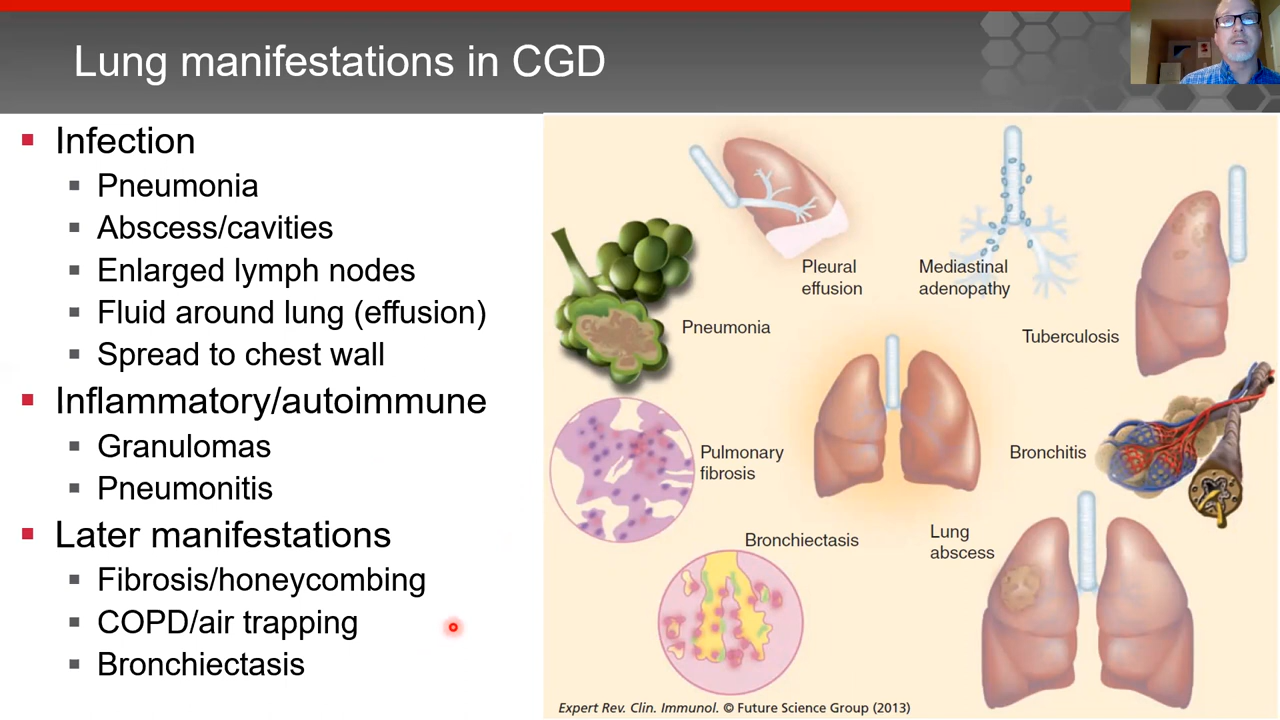 Lung manifestations in CGD
Infection
Pneumonia
Abscess/cavities
Enlarged lymph nodes
Fluid around lung (effusion)
Spread to chest wall
Inflammatory/autoimmune
Granulomas
Pneumonitis
Later manifestations
Fibrosis/honeycombing
COPD/air trapping
Bronchiectasis
Pleural
effusion
Mediastinal
adenopathy
Pneumonia
Tuberculosis
Pulmonary
fibrosis
Bronchitis
Bronchiectasis
Lung
abscess
Expert Rev. Clin. Immunol. © Future Science Group (2013)